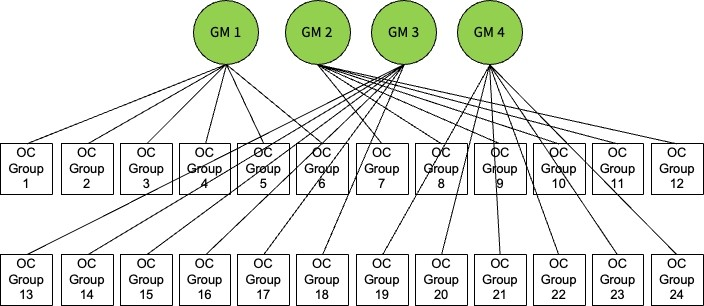 GM 1
GM 2
GM 3
GM 4
OC
Group
1
OC
Group
2
OC
Group
3
OC
Group
4
OC
Group
5
OC
Group
6
OC
Group
7
OC
Group
8
OC
Group
9
OC
Group
10
OC
Group
11
OC
Group
12
OC
Group
13
OC
Group
14
OC
Group
15
OC
Group
16
OC
Group
17
OC
Group
18
OC
Group
19
OC
Group
20
OC
Group
21
OC
Group
22
OC
Group
23
OC
Group
24